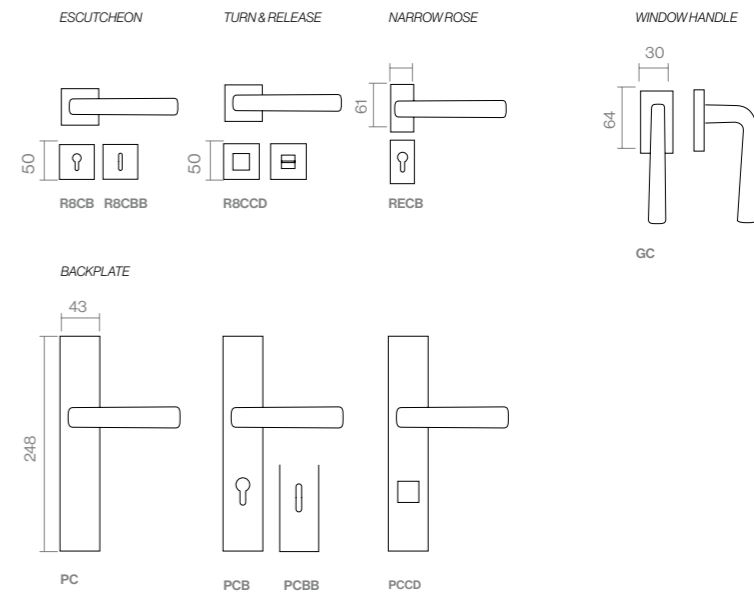 ESCUTCHEON
TURN & RELEASE
NARROW ROSE
WINDOW HANDLE
30
61
64
50
50
R8CB R8CBB
R8CCD
RECB
GC
BACKPLATE
43
248
PC
PCB PCBB
PCCD